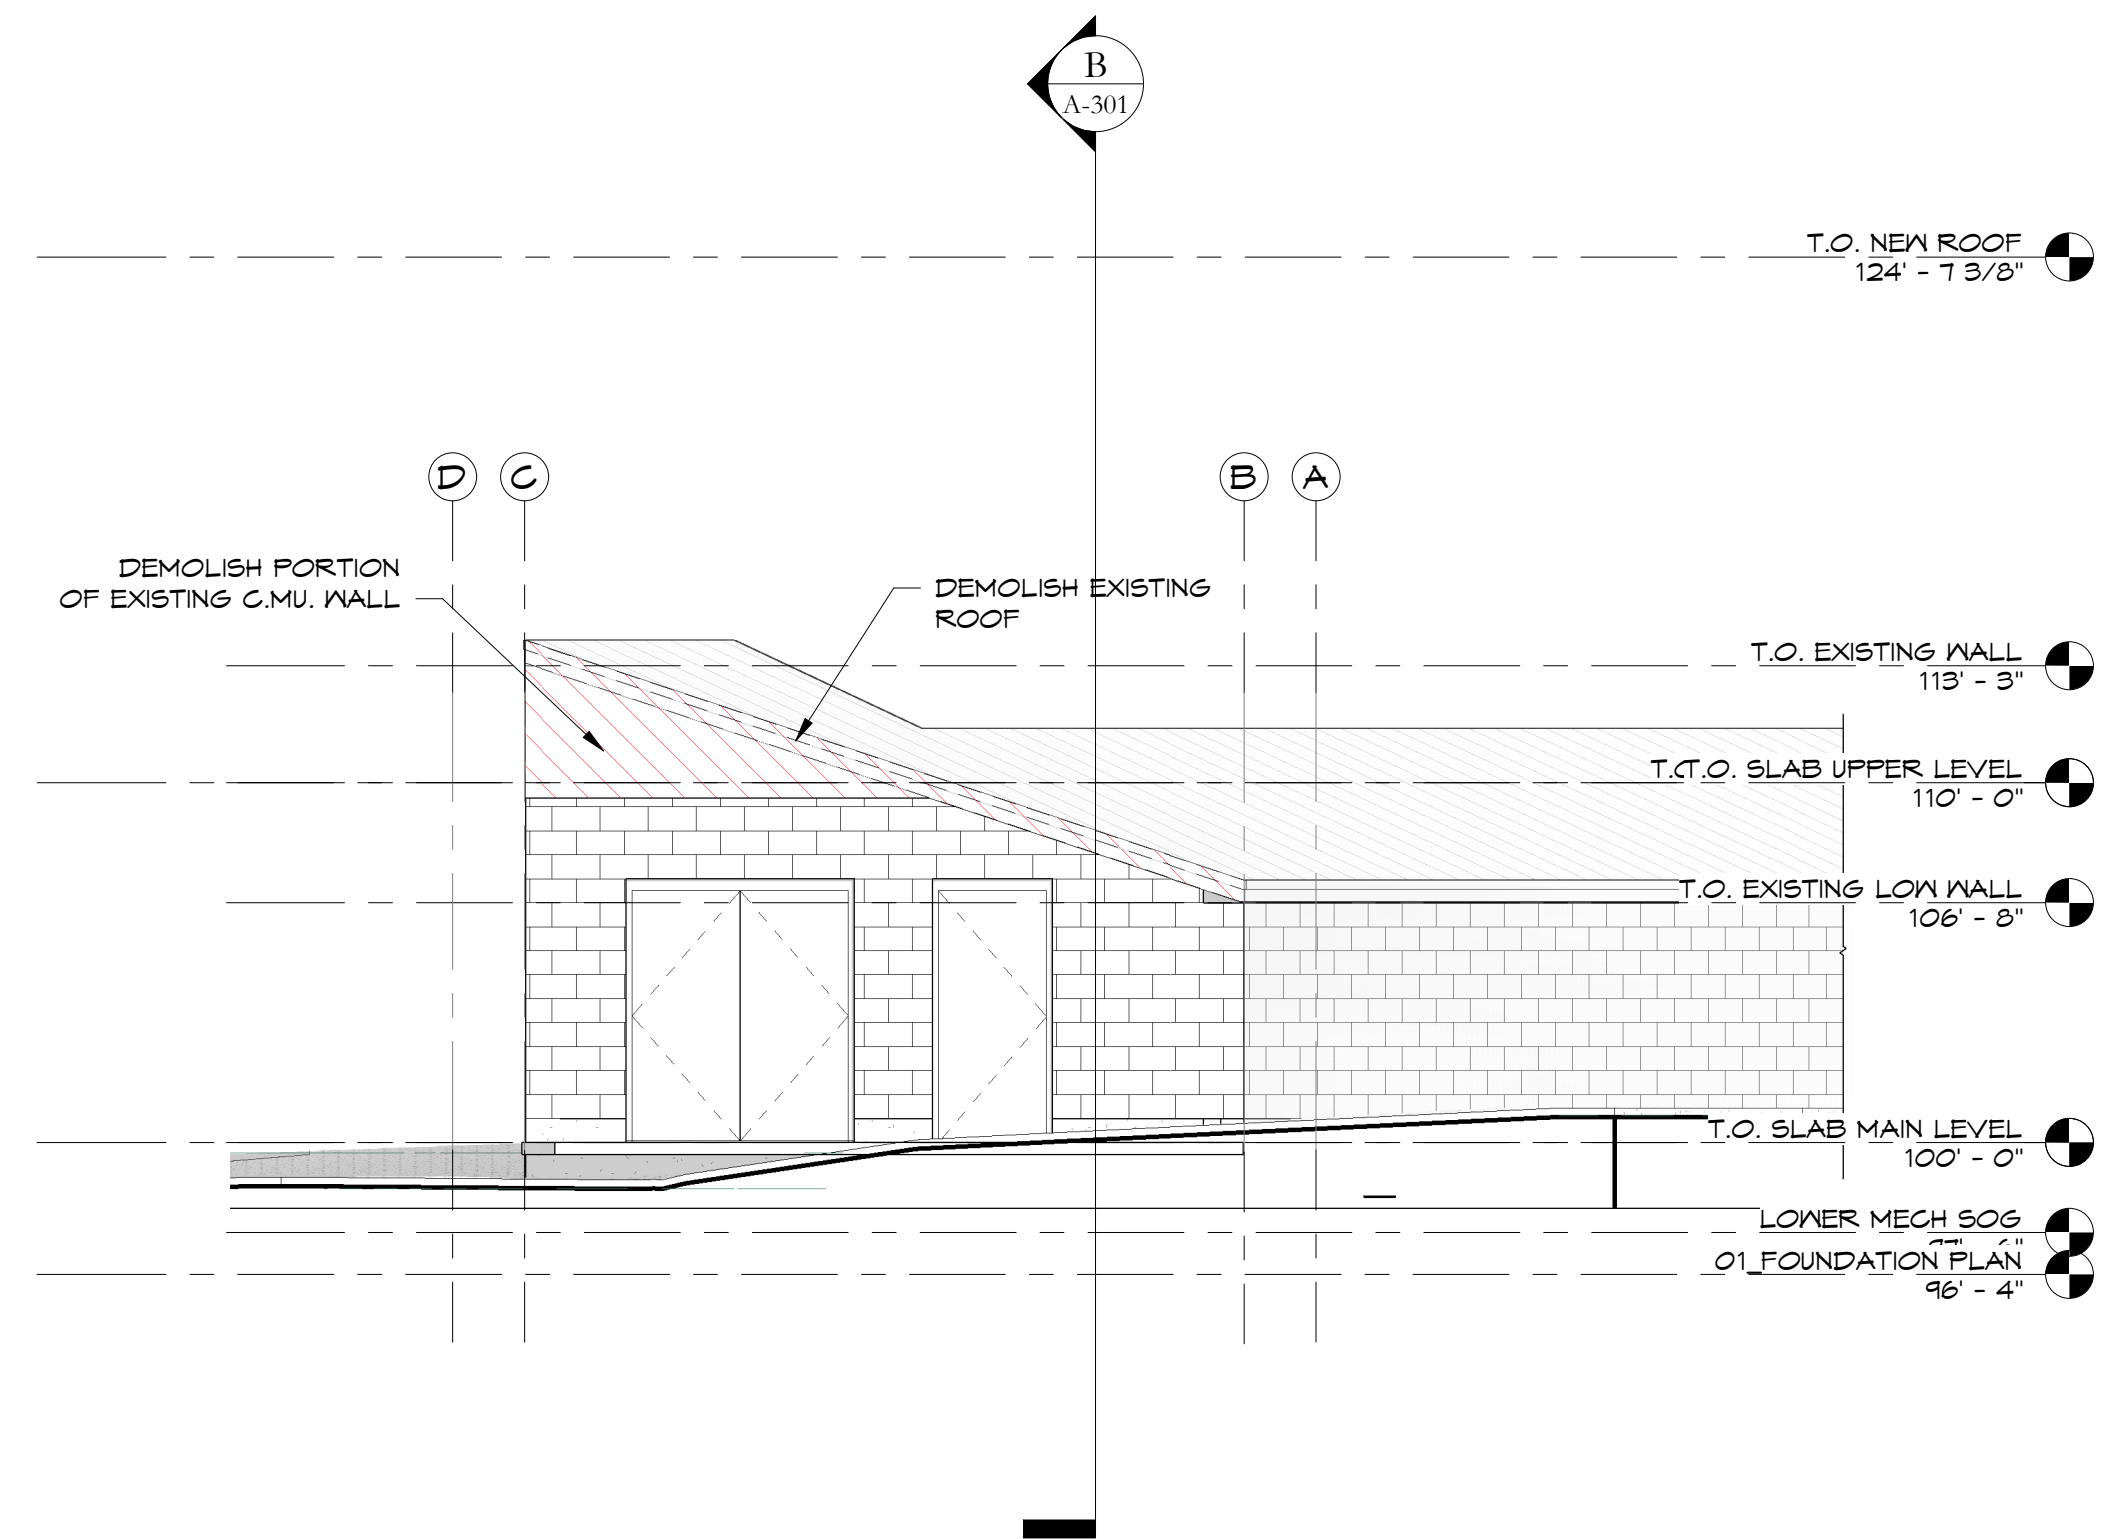 B
A-301
T.O. NEW ROOF
124' - 7 3/8"
D
C
B
A
DEMOLISH PORTION
OF EXISTING C.M.U. WALL
DEMOLISH EXISTING
ROOF
T.O. EXISTING WALL
113' - 3"
T.O. SLAB UPPER LEVEL
110' - 0"
T.O. EXISTING LOW WALL
106' - 8"
T.O. SLAB MAIN LEVEL
100' - 0"
LOWER MECH SOG
01_FOUNDATION PLAN
96' - 4"